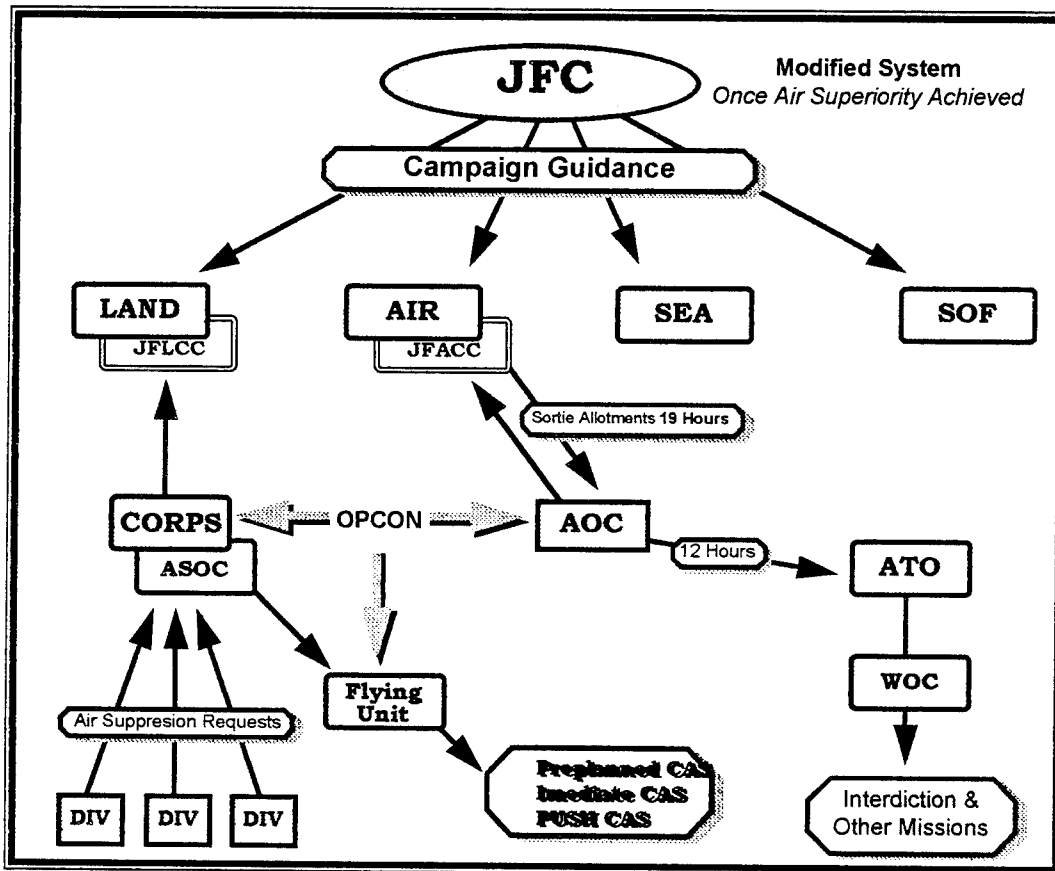 JFC
Modified System
Once Air Superiority Achieved
Campaign Guidance
LAND
JFLCC
AIR
JFACC
SEA
SOF
Sortie Allotments 19 Hours
CORPS
ASOC
OPCON
AOC
12 Hours
ATO
WOC
Flying
Unit
Air Suppresion Requests
DIV
DIV
DIV
Preplanned CAS
Imediate CAS
PUSH CAS
Interdiction &
Other Missions